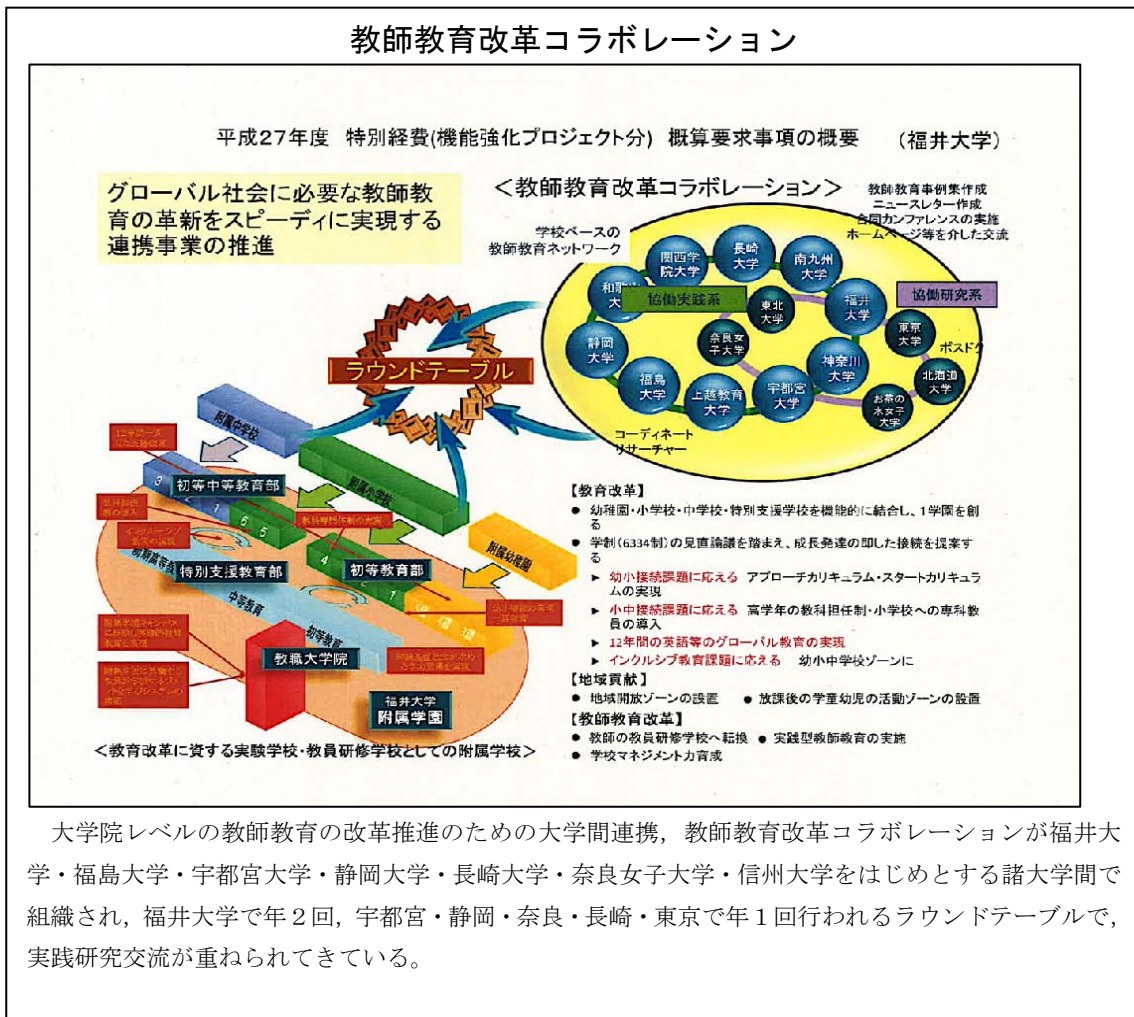 教師教育改革コラボレーション
平成27年度 特別経費(機能強化プロジェクト分) 概算要求事項の概要 （福井大学）
グローバル社会に必要な教師教
育の革新をスピーディに実現する
連携事業の推進
＜教師教育改革コラボレーション＞
教師教育事例集作成
ニュースレター作成
合同カンファレンスの実施
ホームページ等を介した交流
学校ベースの
教師教育ネットワーク
関西学
院大学
長崎
大学
南九州
大学
協働実践系
東北
大学
福井
大学
協働研究系
静岡
大学
奈良女
子大学
東京
大学
ポスドク
福島
大学
上越教育
大学
宇都宮
大学
神奈川
大学
お茶の
水女子
大学
北海道
大学
コーディネート
リサーチャー
ラウンドテーブル
附属中学校
附属小学校
附属幼稚園
初等中等教育部
特別支援教育部
初等教育部
中等教育
初等教育
教職大学院
福井大学
附属学園
＜教育改革に資する実験学校・教員研修学校としての附属学校＞
【教育改革】
● 幼稚園・小学校・中学校・特別支援学校を機能的に結合し、1学園を創
る
● 学制(6334制)の見直論議を踏まえ、成長発達の即した接続を提案す
る
➤ 幼小接続課題に応える アプローチカリキュラム・スタートカリキュラ
ムの実現
➤ 小中接続課題に応える 高学年の教科担任制・小学校への専科教
員の導入
➤ 12年間の英語等のグローバル教育の実現
➤ インクルシブ教育課題に応える 幼小中学校ゾーンに
【地域貢献】
● 地域開放ゾーンの設置 ● 放課後の学童幼児の活動ゾーンの設置
【教師教育改革】
● 教師の教員研修学校へ転換 ● 実践型教師教育の実施
● 学校マネジメント力育成
大学院レベルの教師教育の改革推進のための大学間連携，教師教育改革コラボレーションが福井大
学・福島大学・宇都宮大学・静岡大学・長崎大学・奈良女子大学・信州大学をはじめとする諸大学間で
組織され，福井大学で年２回，宇都宮・静岡・奈良・長崎・東京で年１回行われるラウンドテーブルで，
実践研究交流が重ねられてきている。